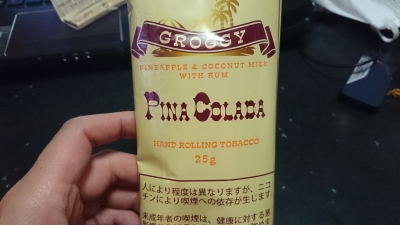 GROGGY
PINEAPPLE & COCONUT MILK
WITH RUM
PINA COLADA
HAND ROLLING TOBACCO
25g
人により程度は異なりますが、ニコ
チンにより喫煙への依存が生じます。
未成年者の喫煙は、健康に対する悪